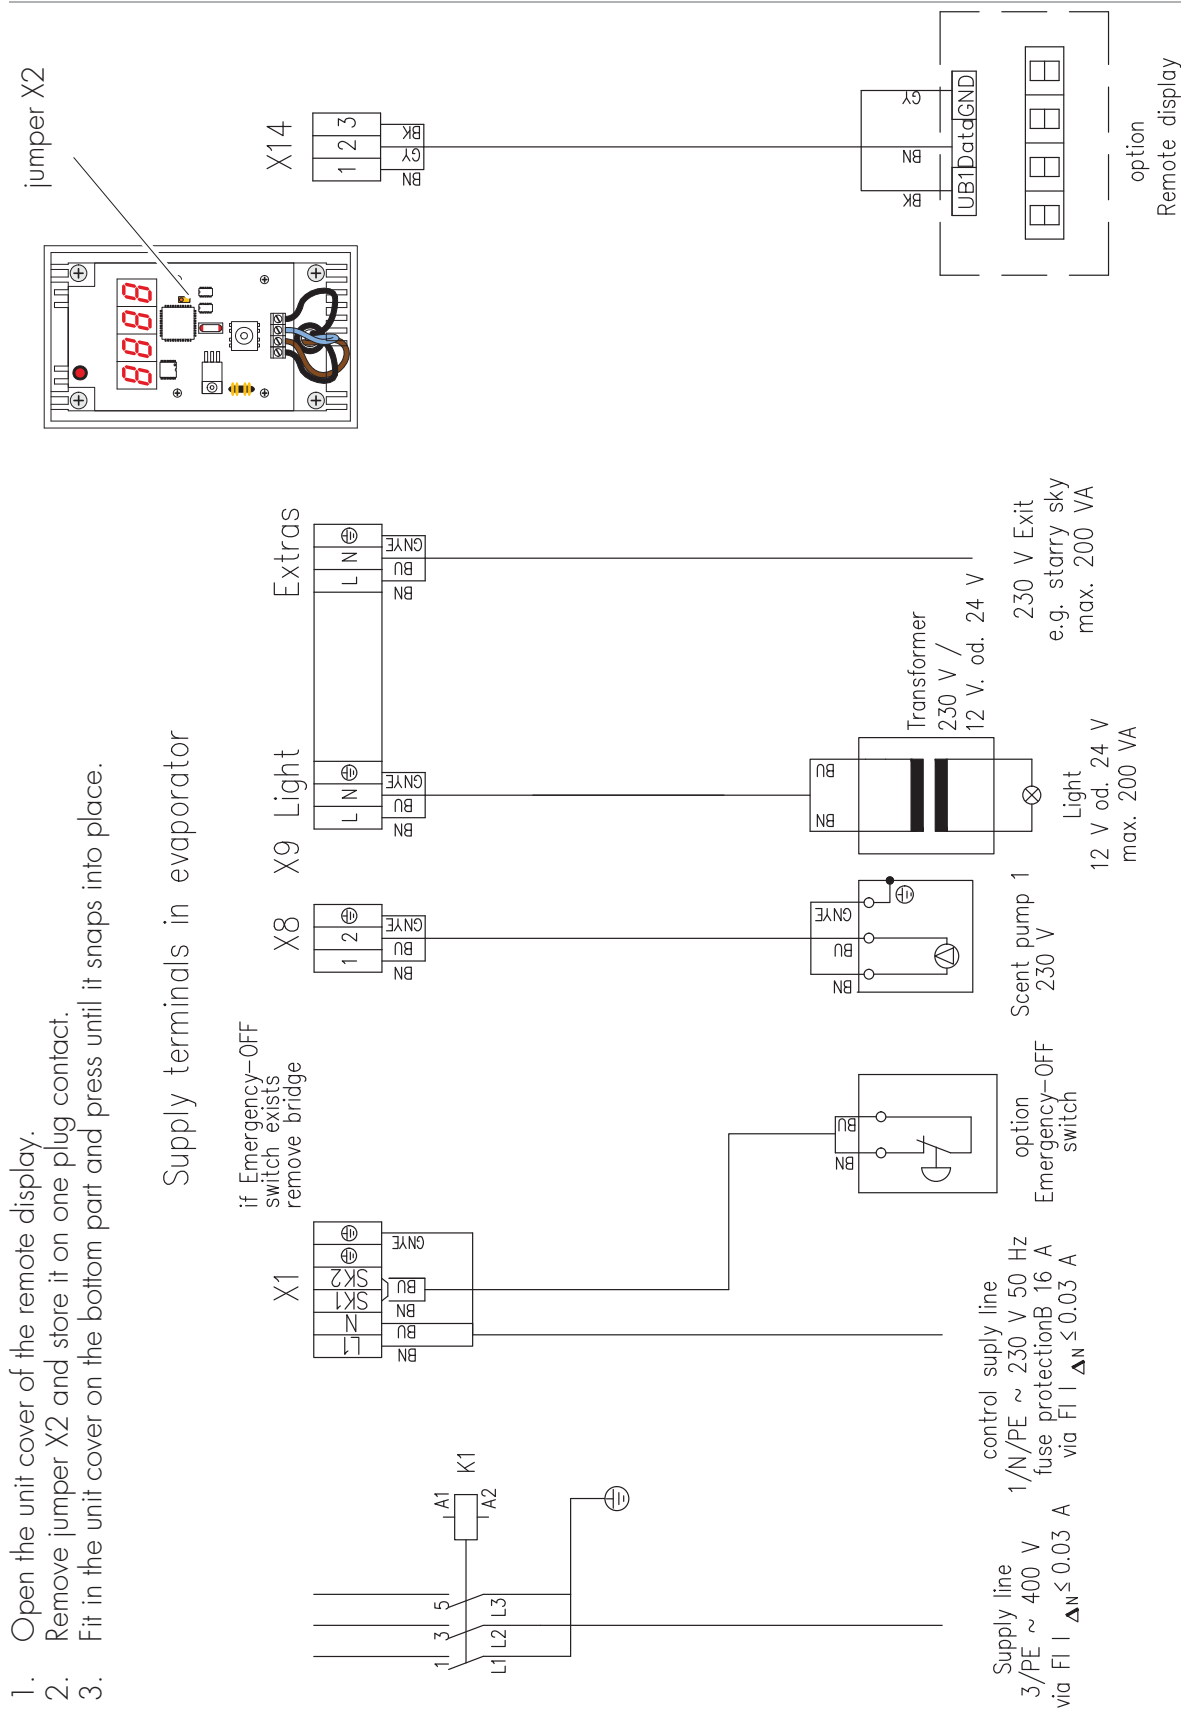 1. Open the unit cover of the remote display.
2. Remove jumper X2 and store it on one plug contact.
3. Fit in the unit cover on the bottom part and press until it snaps into place.
jumper X2
8 8 8 8
Supply terminals in evaporator
if Emergency-OFF
switch exists
remove bridge
X1
L1 N SK1 SK2
BN BU BN BU GNYE
X8
1 2
BN BU GNYE
X9 Light
L N
BN BU GNYE
Extras
L N
BN BU GNYE
X14
1 2 3
BN GY BK
1 3 5
L1 L2 L3
A1
A2
K1
BN BU
BN BU GNYE
BN BU
BK BN GY
UB1 Data GND
Supply line
3/PE ~ 400 V
via FI I ΔN ≤ 0.03 A
control suply line
1/N/PE ~ 230 V 50 Hz
fuse protectionB 16 A
via FI I ΔN ≤ 0.03 A
option
Emergency-OFF
switch
Scent pump 1
230 V
Transformer
230 V /
12 V. od. 24 V
Light
12 V od. 24 V
max. 200 VA
230 V Exit
e.g. starry sky
max. 200 VA
option
Remote display